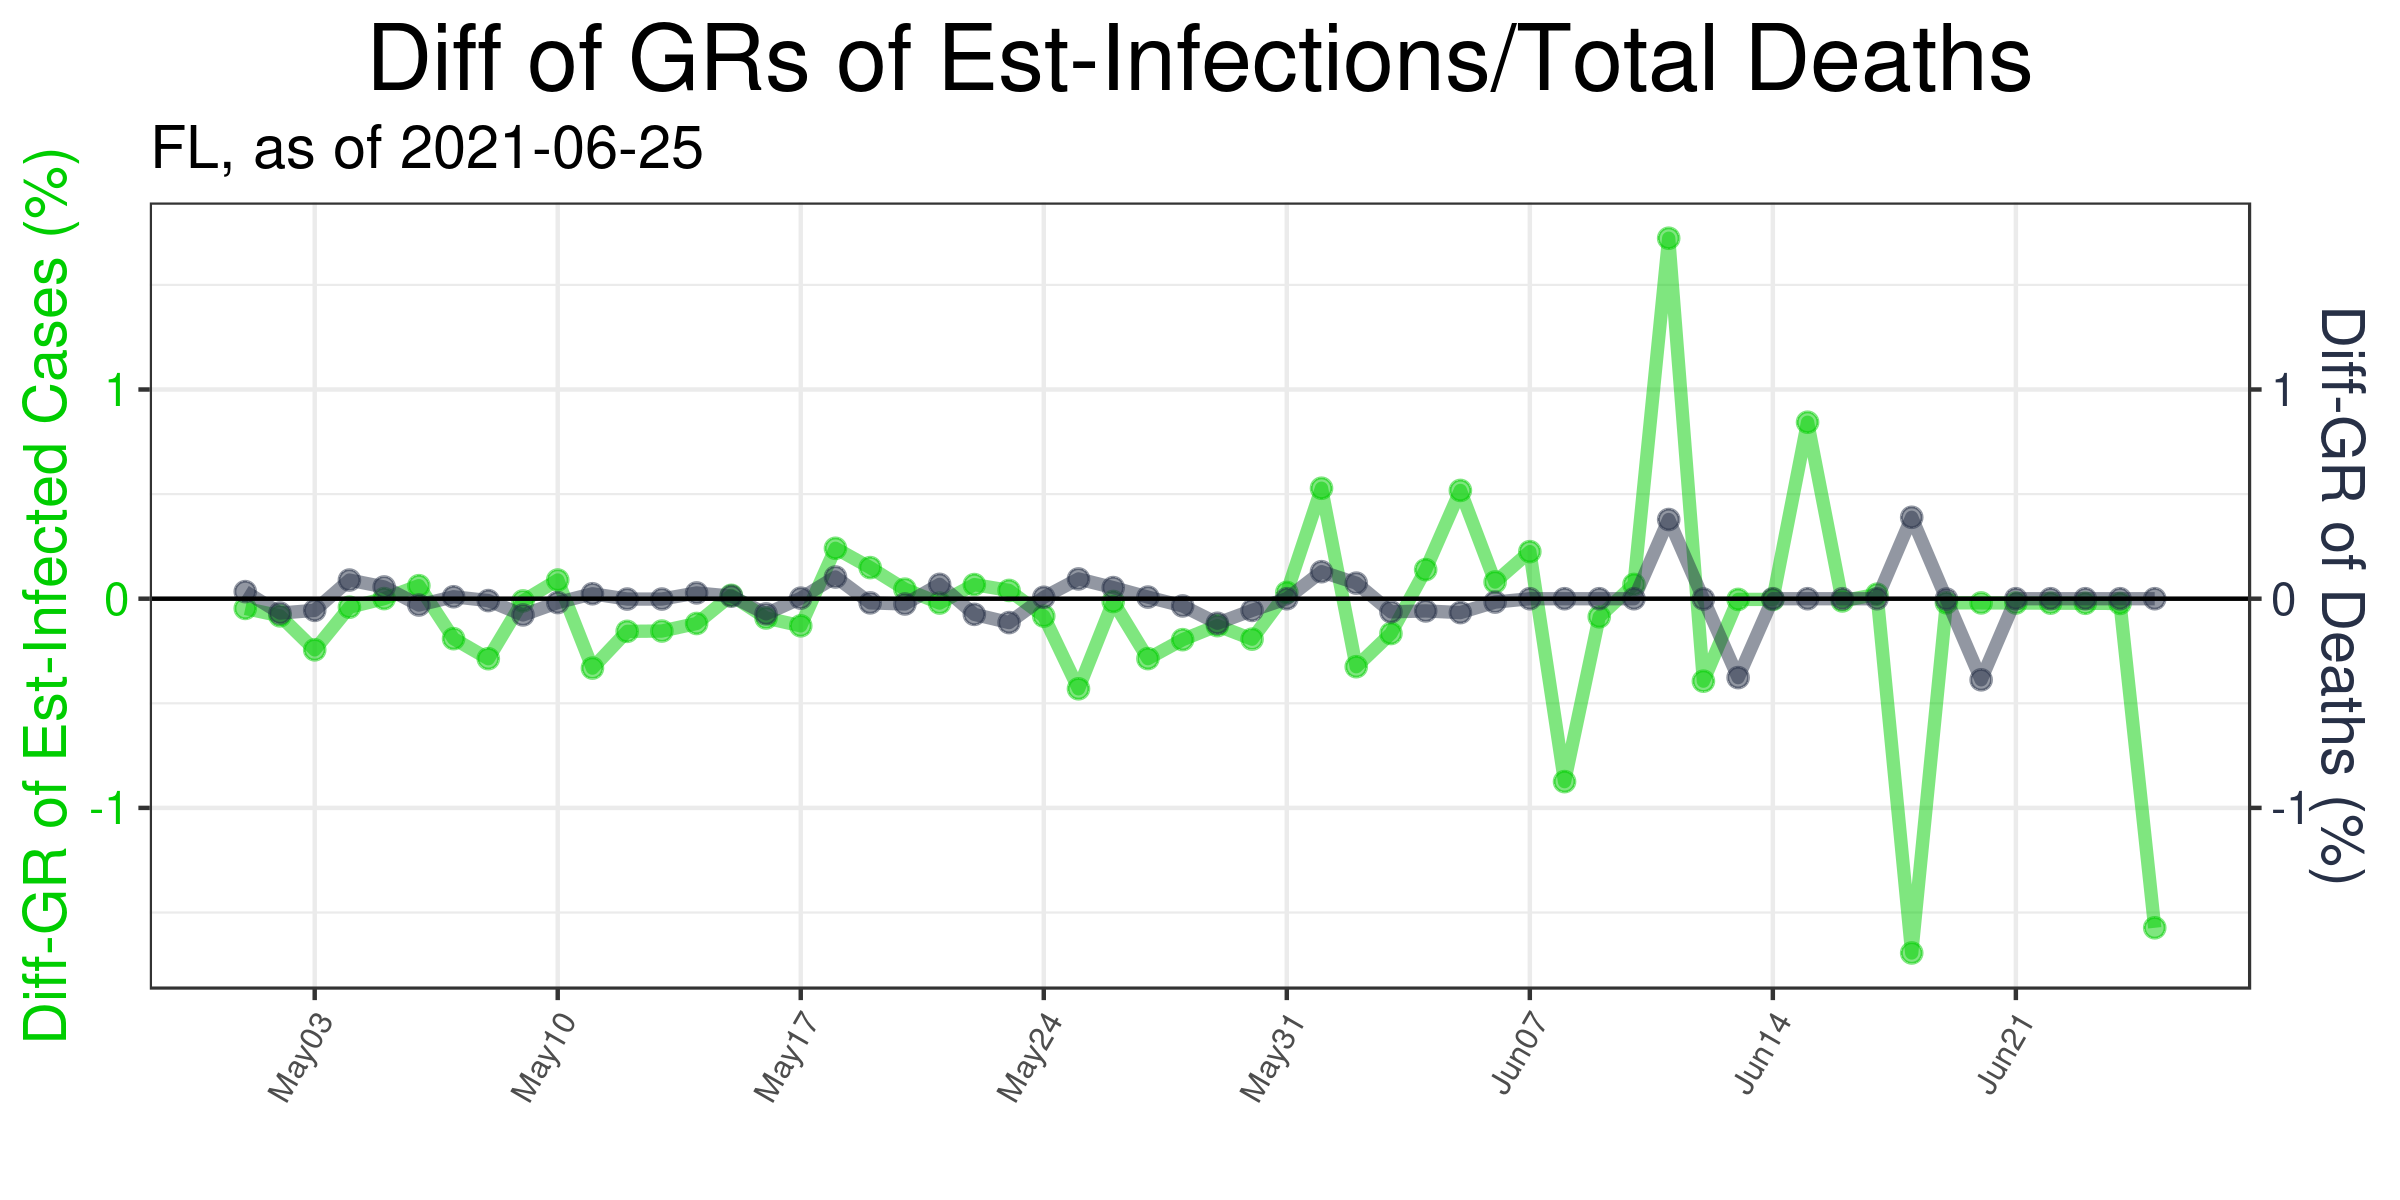 Diff of GRs of Est-Infections/Total Deaths
FL, as of 2021-06-25
Diff-GR of Est-Infected Cases (%)
1
0
-1
1
0
-1
Diff-GR of Deaths (%)
May03
May10
May17
May24
May31
Jun07
Jun14
Jun21